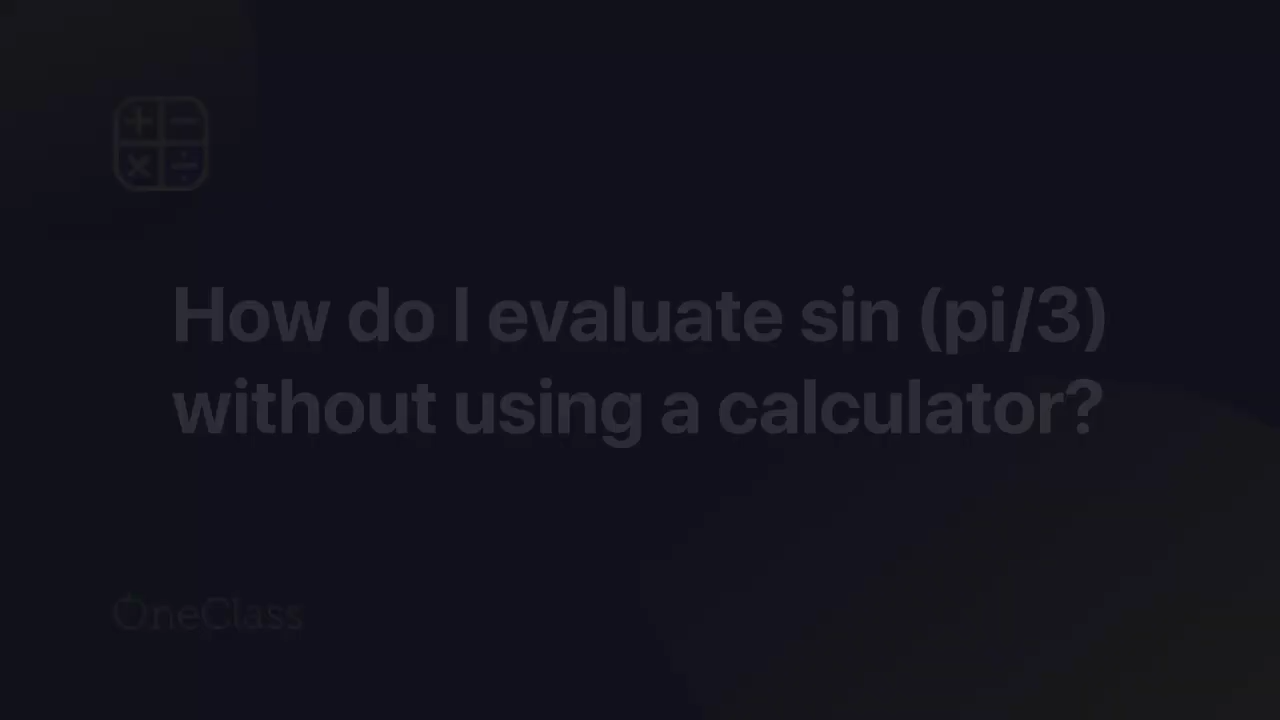 How do I evaluate sin (pi/3)
without using a calculator?
OneClass